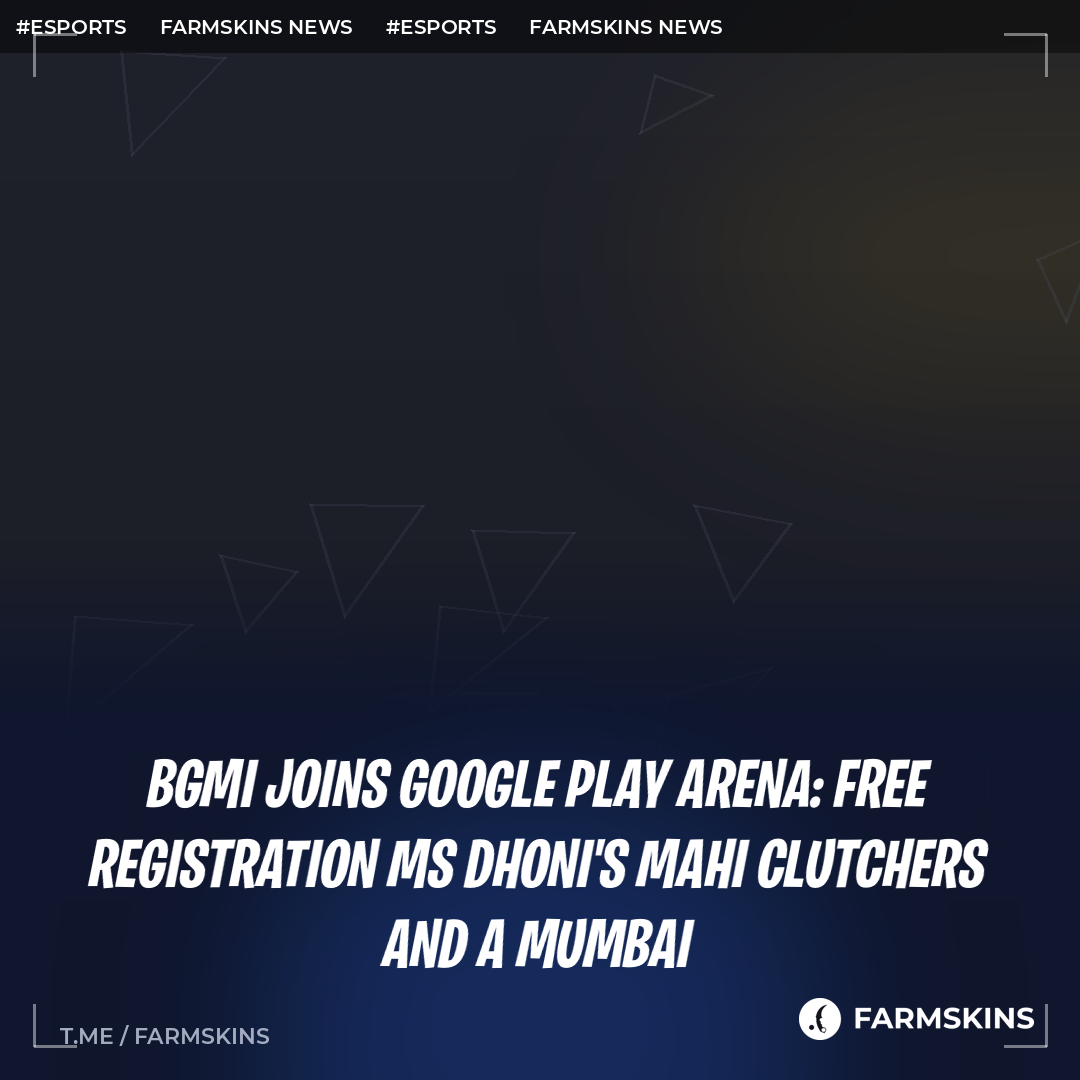 #ESPORTS FARMSKINS NEWS #ESPORTS FARMSKINS NEWS
BGMI JOINS GOOGLE PLAY ARENA: FREE
REGISTRATION MS DHONI'S MAHI CLUTCHERS
AND A MUMBAI
T.ME / FARMSKINS
FARMSKINS